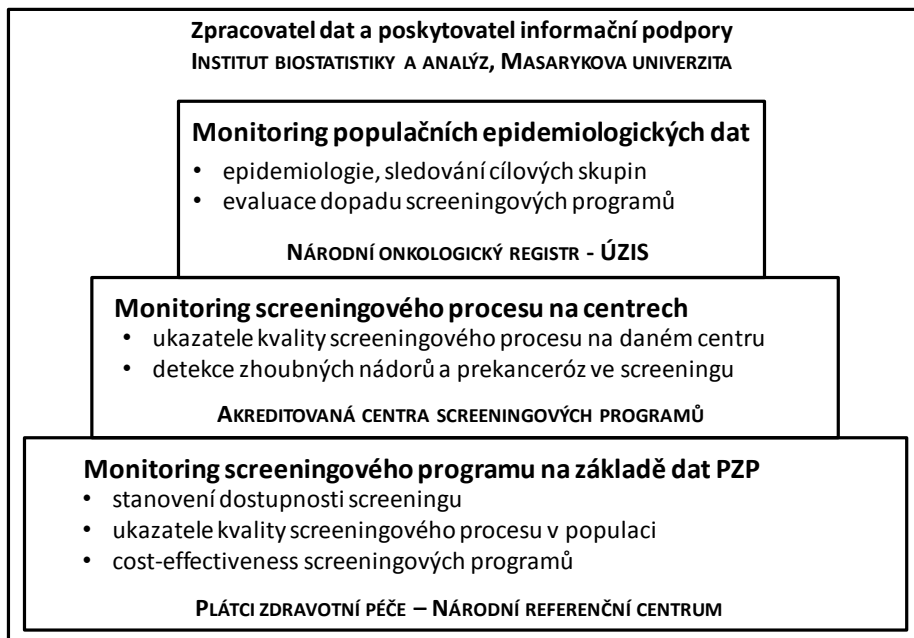 Zpracovatel dat a poskytovatel informační podpory
INSTITUT BIOSTATISTIKY A ANALÝZ, MASARYKOVA UNIVERZITA
Monitoring populačních epidemiologických dat
• epidemiologie, sledování cílových skupin
• evaluace dopadu screeningových programů
NÁRODNÍ ONKOLOGICKÝ REGISTR - ÚZIS
Monitoring screeningového procesu na centrech
• ukazatele kvality screeningového procesu na daném centru
• detekce zhoubných nádorů a prekanceróz ve screeningu
AKREDITOVANÁ CENTRA SCREENINGOVÝCH PROGRAMŮ
Monitoring screeningového programu na základě dat PZP
• stanovení dostupnosti screeningu
• ukazatele kvality screeningového procesu v populaci
• cost-effectiveness screeningových programů
PLÁTCI ZDRAVOTNÍ PÉČE – NÁRODNÍ REFERENČNÍ CENTRUM